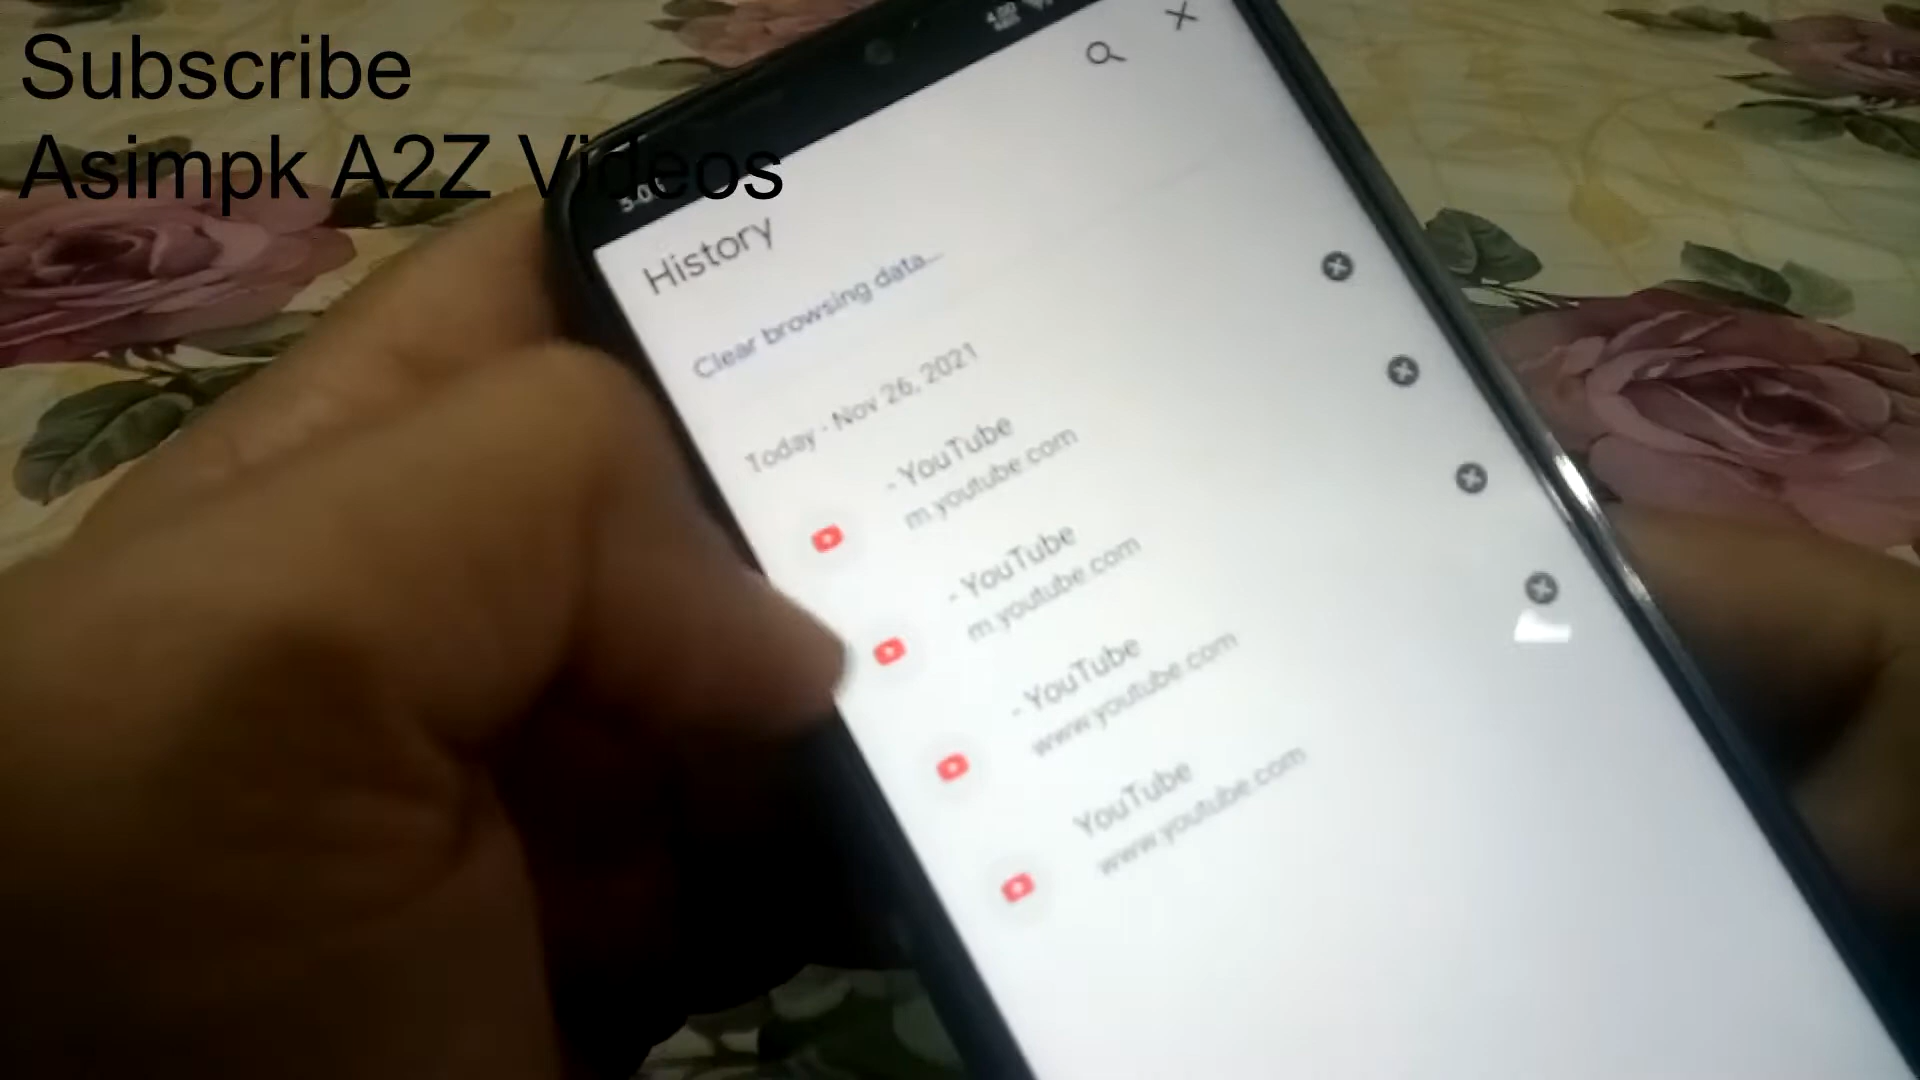 Subscribe
Asimpk A2Z Videos
History
Clear browsing data...
Today - Nov 26, 2021
- YouTube
m.youtube.com
- YouTube
m.youtube.com
- YouTube
www.youtube.com
YouTube
www.youtube.com